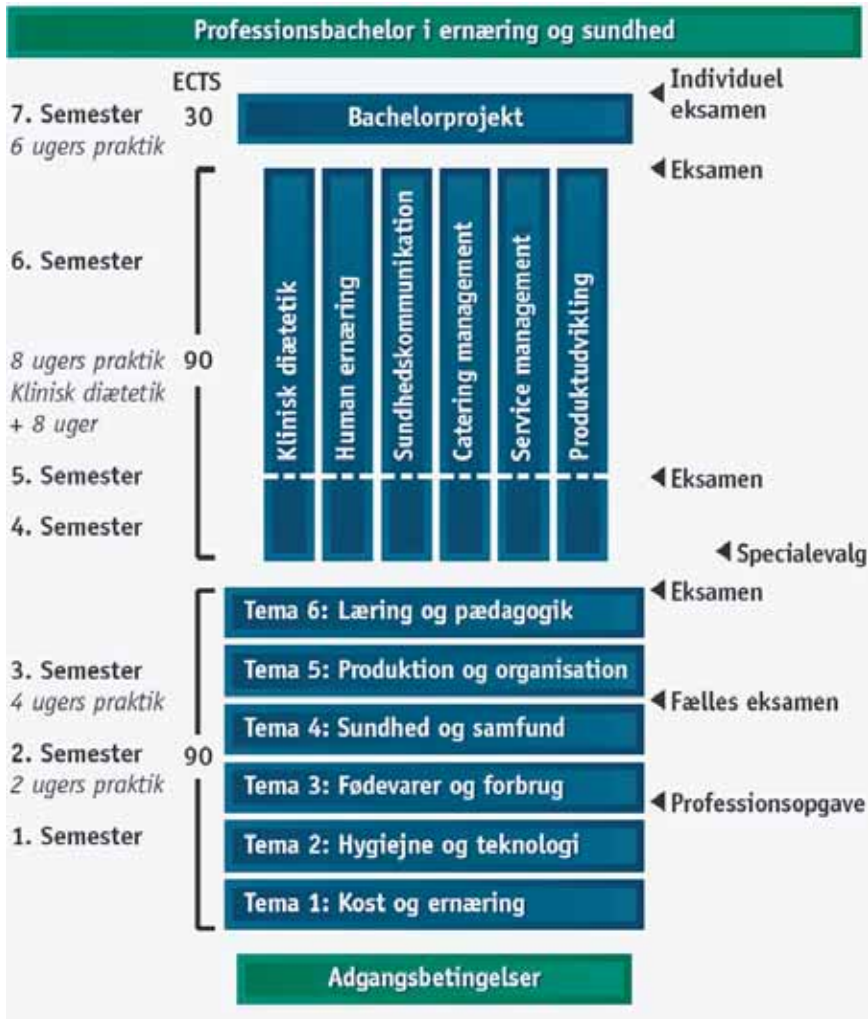 Professionsbachelor i ernæring og sundhed
ECTS
7. Semester
30
6 ugers praktik
Bachelorprojekt
Individuel
eksamen
Eksamen
6. Semester
8 ugers praktik
90
Klinisk diætetik
+ 8 uger
5. Semester
4. Semester
Klinisk diætetik
Human ernæring
Sundhedskommunikation
Catering management
Service management
Produktudvikling
Eksamen
Specialevalg
Eksamen
Tema 6: Læring og pædagogik
3. Semester
4 ugers praktik
Tema 5: Produktion og organisation
Fælles eksamen
Tema 4: Sundhed og samfund
2. Semester
90
2 ugers praktik
Tema 3: Fødevarer og forbrug
Professionsopgave
1. Semester
Tema 2: Hygiejne og teknologi
Tema 1: Kost og ernæring
Adgangsbetingelser